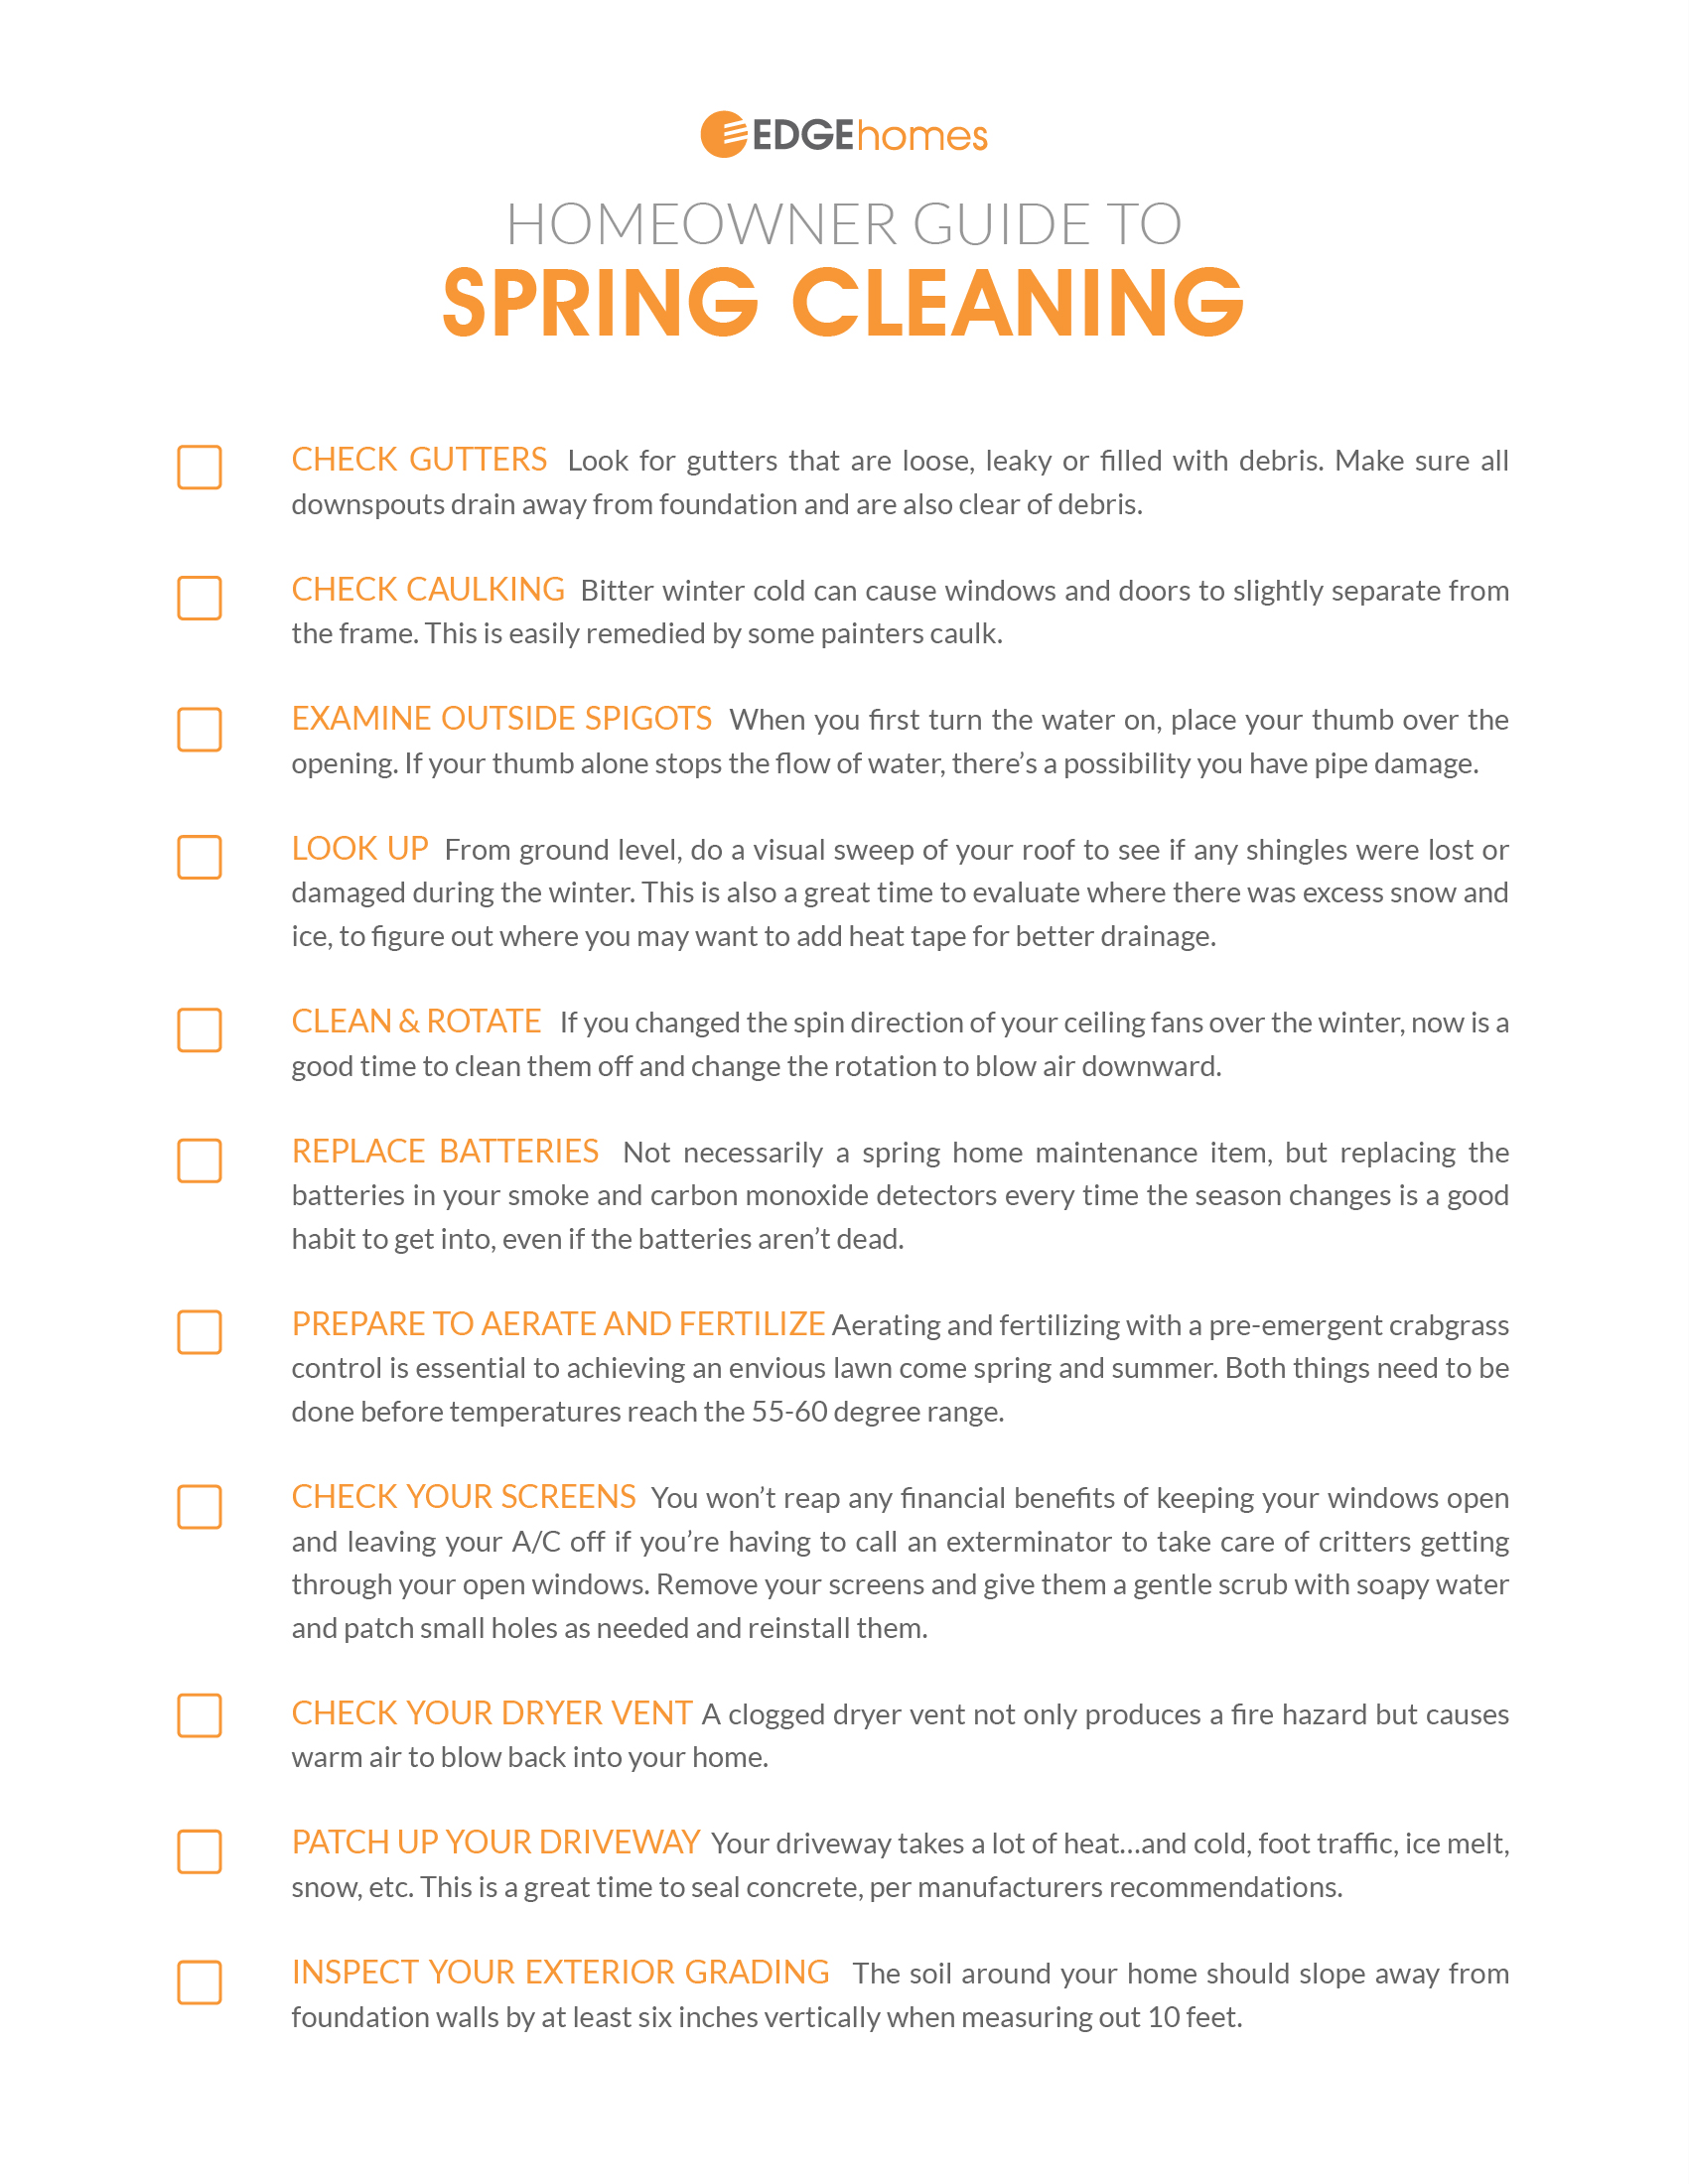 EDGEhomes
HOMEOWNER GUIDE TO
SPRING CLEANING
CHECK GUTTERS Look for gutters that are loose, leaky or filled with debris. Make sure all
downspouts drain away from foundation and are also clear of debris.
CHECK CAULKING Bitter winter cold can cause windows and doors to slightly separate from
the frame. This is easily remedied by some painters caulk.
EXAMINE OUTSIDE SPIGOTS When you first turn the water on, place your thumb over the
opening. If your thumb alone stops the flow of water, there’s a possibility you have pipe damage.
LOOK UP From ground level, do a visual sweep of your roof to see if any shingles were lost or
damaged during the winter. This is also a great time to evaluate where there was excess snow and
ice, to figure out where you may want to add heat tape for better drainage.
CLEAN & ROTATE If you changed the spin direction of your ceiling fans over the winter, now is a
good time to clean them off and change the rotation to blow air downward.
REPLACE BATTERIES Not necessarily a spring home maintenance item, but replacing the
batteries in your smoke and carbon monoxide detectors every time the season changes is a good
habit to get into, even if the batteries aren’t dead.
PREPARE TO AERATE AND FERTILIZE Aerating and fertilizing with a pre-emergent crabgrass
control is essential to achieving an envious lawn come spring and summer. Both things need to be
done before temperatures reach the 55-60 degree range.
CHECK YOUR SCREENS You won’t reap any financial benefits of keeping your windows open
and leaving your A/C off if you’re having to call an exterminator to take care of critters getting
through your open windows. Remove your screens and give them a gentle scrub with soapy water
and patch small holes as needed and reinstall them.
CHECK YOUR DRYER VENT A clogged dryer vent not only produces a fire hazard but causes
warm air to blow back into your home.
PATCH UP YOUR DRIVEWAY Your driveway takes a lot of heat…and cold, foot traffic, ice melt,
snow, etc. This is a great time to seal concrete, per manufacturers recommendations.
INSPECT YOUR EXTERIOR GRADING The soil around your home should slope away from
foundation walls by at least six inches vertically when measuring out 10 feet.